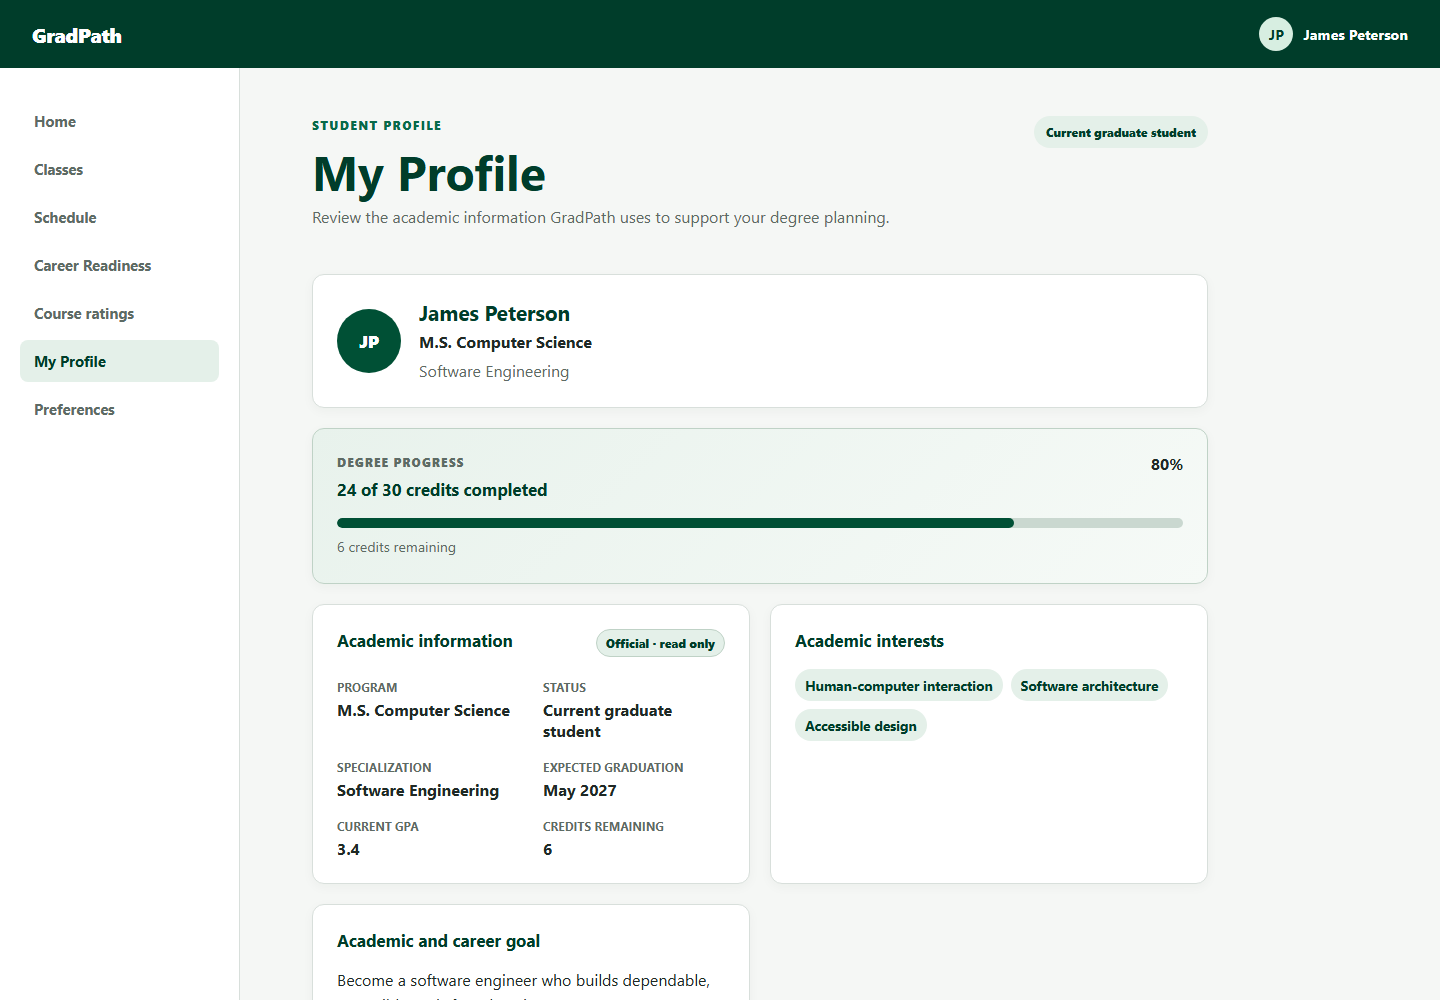 GradPath
JP James Peterson
Home
Classes
Schedule
Career Readiness
Course ratings
My Profile
Preferences
STUDENT PROFILE
Current graduate student
My Profile
Review the academic information GradPath uses to support your degree planning.
JP
James Peterson
M.S. Computer Science
Software Engineering
DEGREE PROGRESS
80%
24 of 30 credits completed
6 credits remaining
Academic information
Official · read only
PROGRAM
M.S. Computer Science
STATUS
Current graduate
student
SPECIALIZATION
Software Engineering
EXPECTED GRADUATION
May 2027
CURRENT GPA
3.4
CREDITS REMAINING
6
Academic interests
Human-computer interaction
Software architecture
Accessible design
Academic and career goal
Become a software engineer who builds dependable,